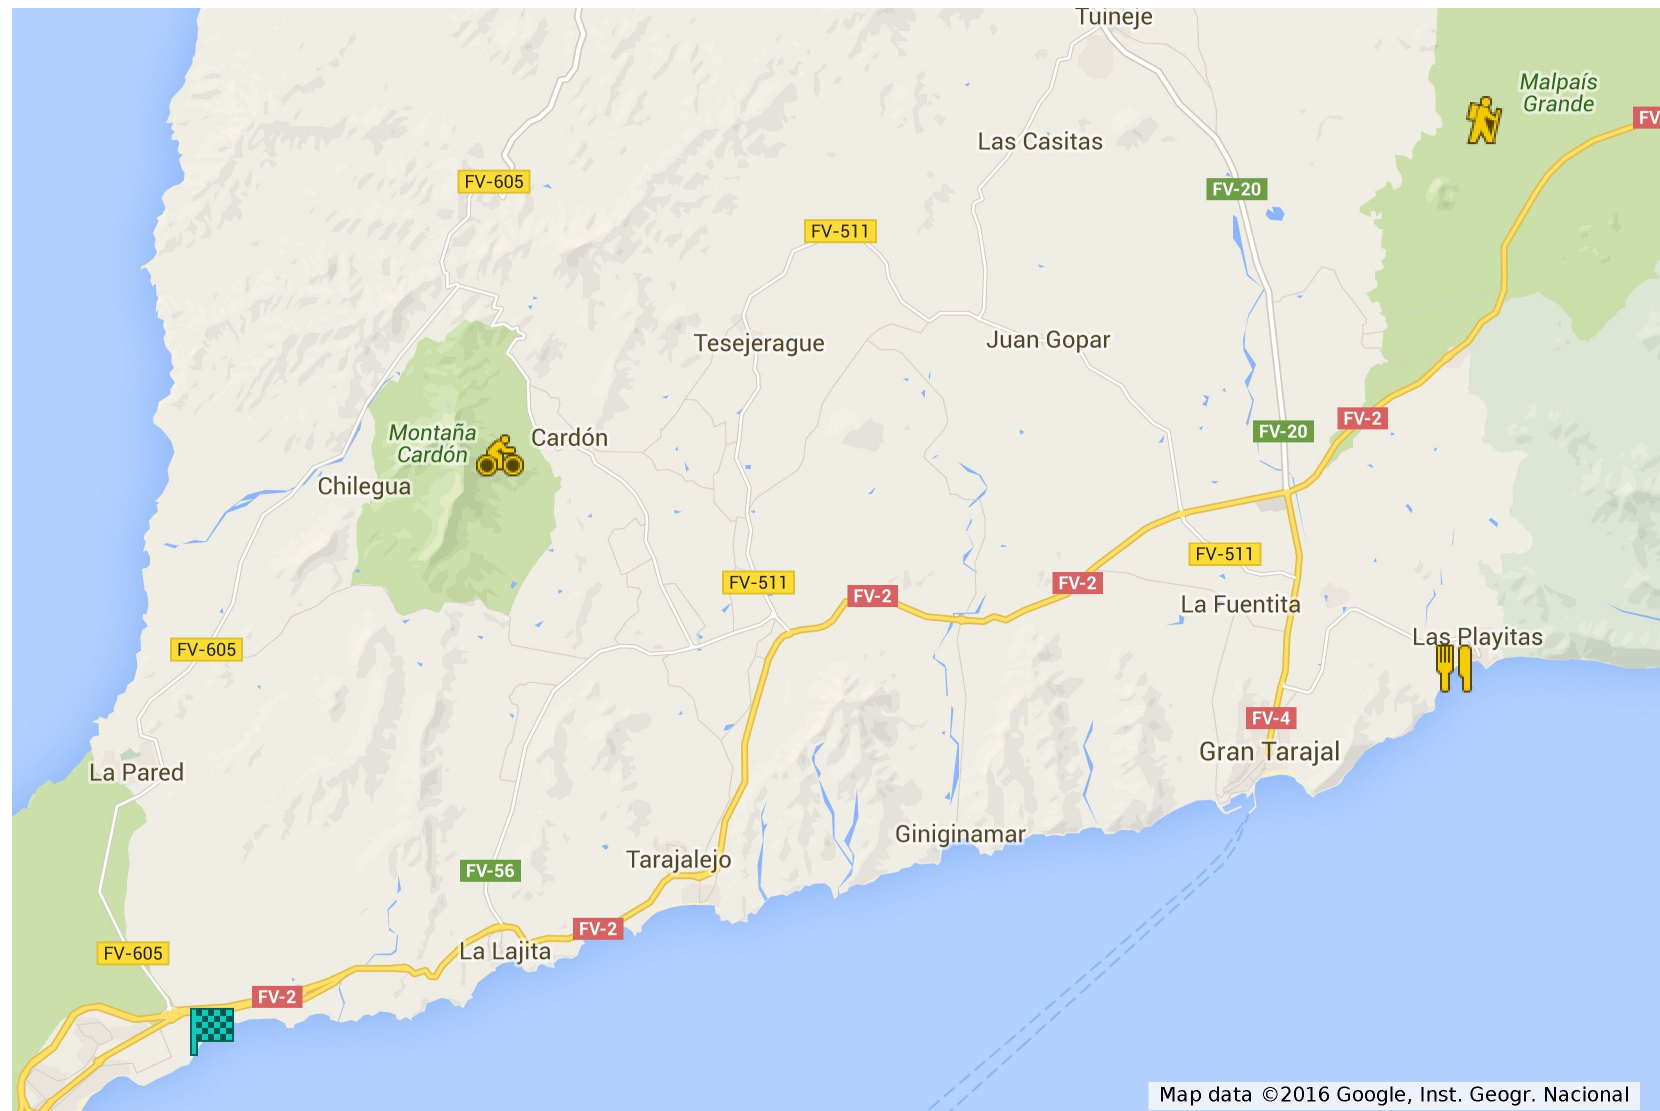 Tuineje
Malpaís
Grande
FV
Las Casitas
FV-605
FV-20
FV-511
Tesejerague
Juan Gopar
FV-2
Montaña
Cardón
Cardón
FV-20
Chilegua
FV-511
FV-511
FV-2
FV-2
La Fuentita
FV-605
Las Playitas
FV-4
Gran Tarajal
La Pared
Giniginamar
Tarajalejo
FV-56
FV-2
La Lajita
FV-605
FV-2
Map data ©2016 Google, Inst. Geogr. Nacional